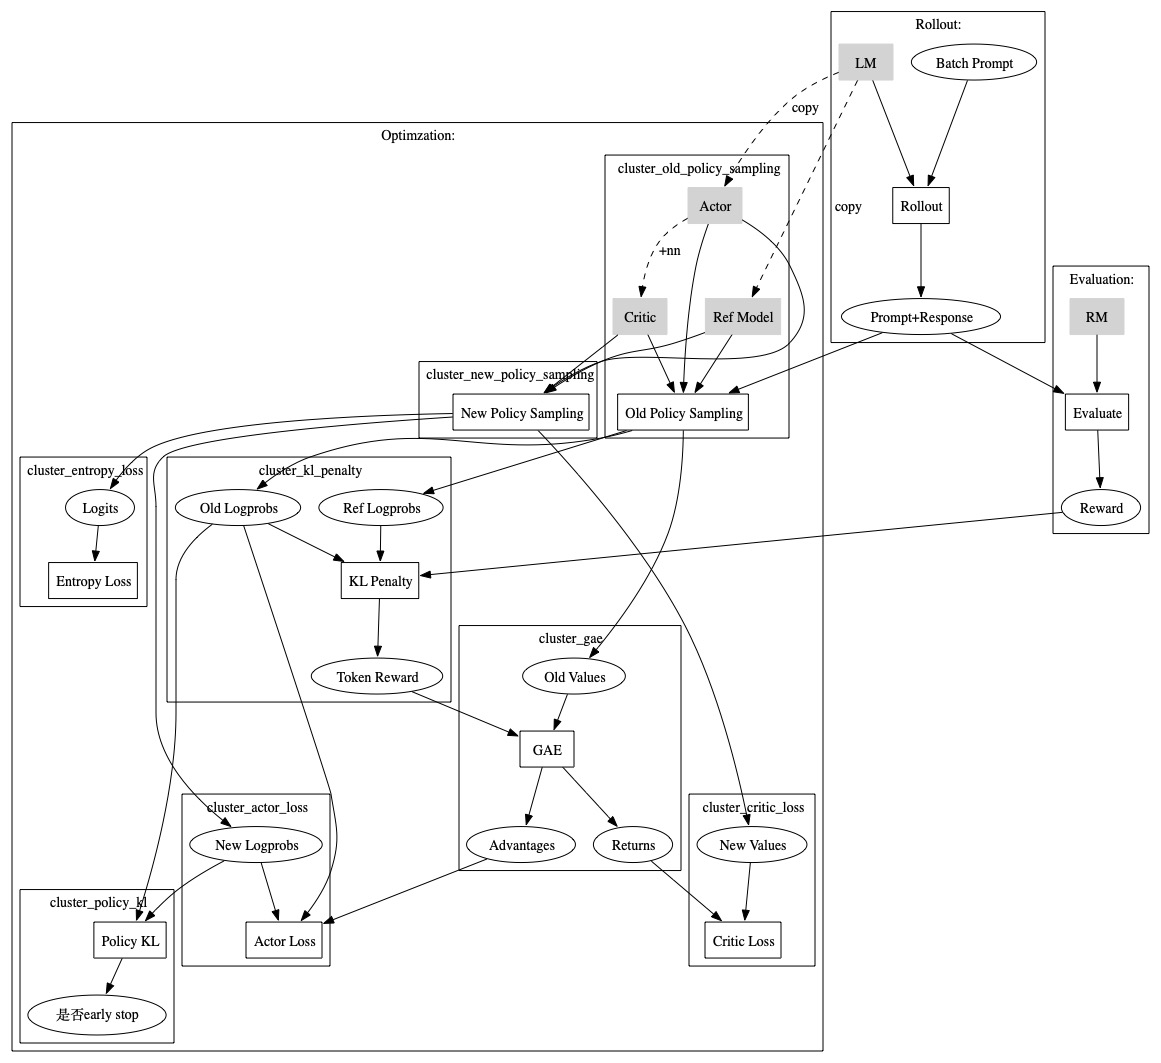 Rollout:
LM
Batch Prompt
copy
Optimzation:
cluster_old_policy_sampling
Actor
Rollout
copy
+nn
Evaluation:
Critic
Ref Model
Prompt+Response
RM
cluster_new_policy_sampling
New Policy Sampling
Old Policy Sampling
Evaluate
cluster_entropy_loss
cluster_kl_penalty
Logits
Old Logprobs
Ref Logprobs
Reward
Entropy Loss
KL Penalty
cluster_gae
Token Reward
Old Values
GAE
cluster_actor_loss
cluster_critic_loss
New Logprobs
Advantages
Returns
New Values
cluster_policy_kl
Policy KL
Actor Loss
Critic Loss
是否early stop